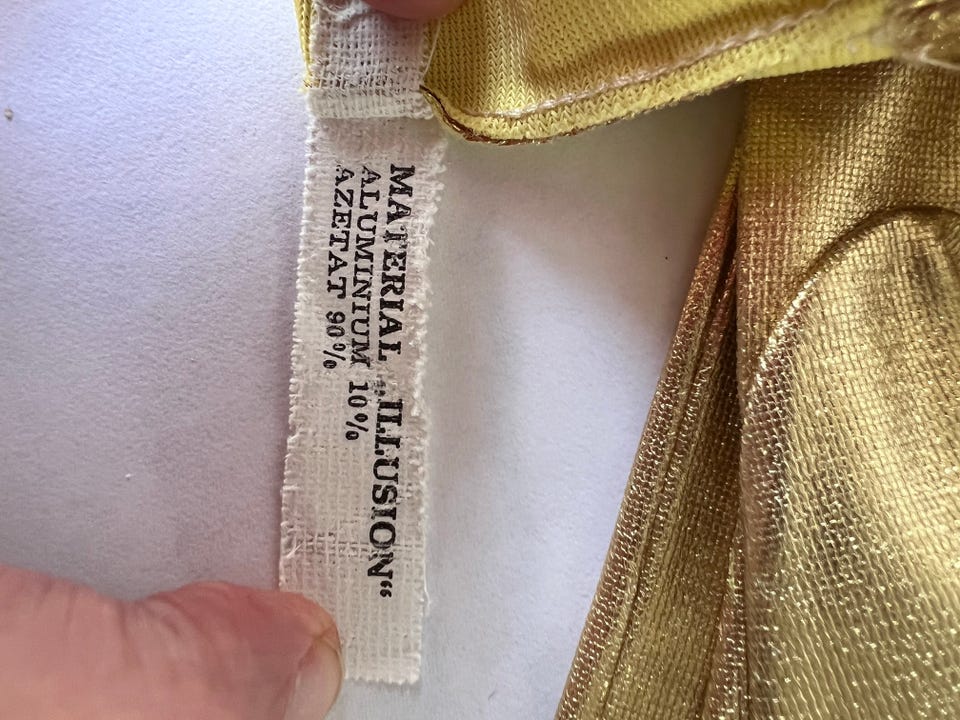 MATERIAL „ILLUSION“
ALUMINIUM 10%
AZETAT 90%